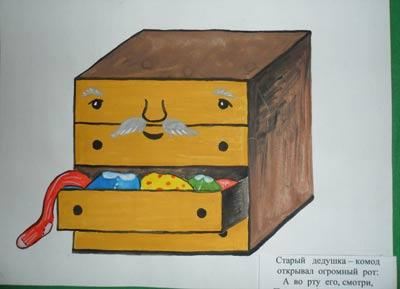 Старый дедушка – комод
открывал огромный рот:
А во рту его, смотри,